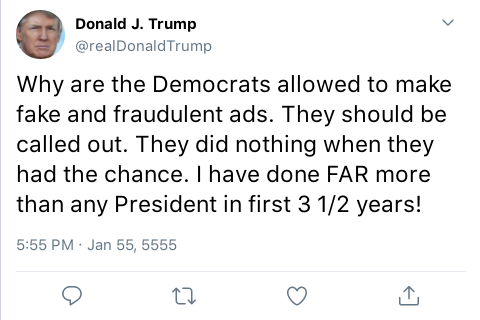 Donald J. Trump
@realDonaldTrump
Why are the Democrats allowed to make
fake and fraudulent ads. They should be
called out. They did nothing when they
had the chance. I have done FAR more
than any President in first 3 1/2 years!
5:55 PM · Jan 55, 5555